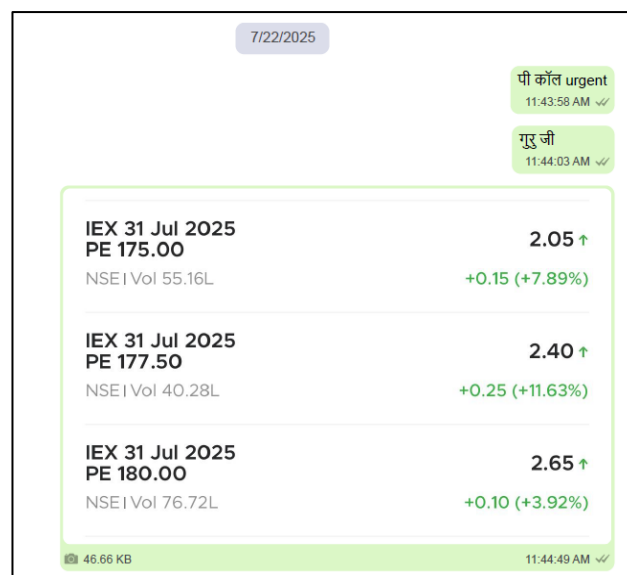 7/22/2025
पी कॉल urgent
11:43:58 AM
गुरु जी
11:44:03 AM
IEX 31 Jul 2025
PE 175.00
2.05 ↑
NSE | Vol 55.16L
+0.15 (+7.89%)
IEX 31 Jul 2025
PE 177.50
2.40 ↑
NSE | Vol 40.28L
+0.25 (+11.63%)
IEX 31 Jul 2025
PE 180.00
2.65 ↑
NSE | Vol 76.72L
+0.10 (+3.92%)
46.66 KB
11:44:49 AM